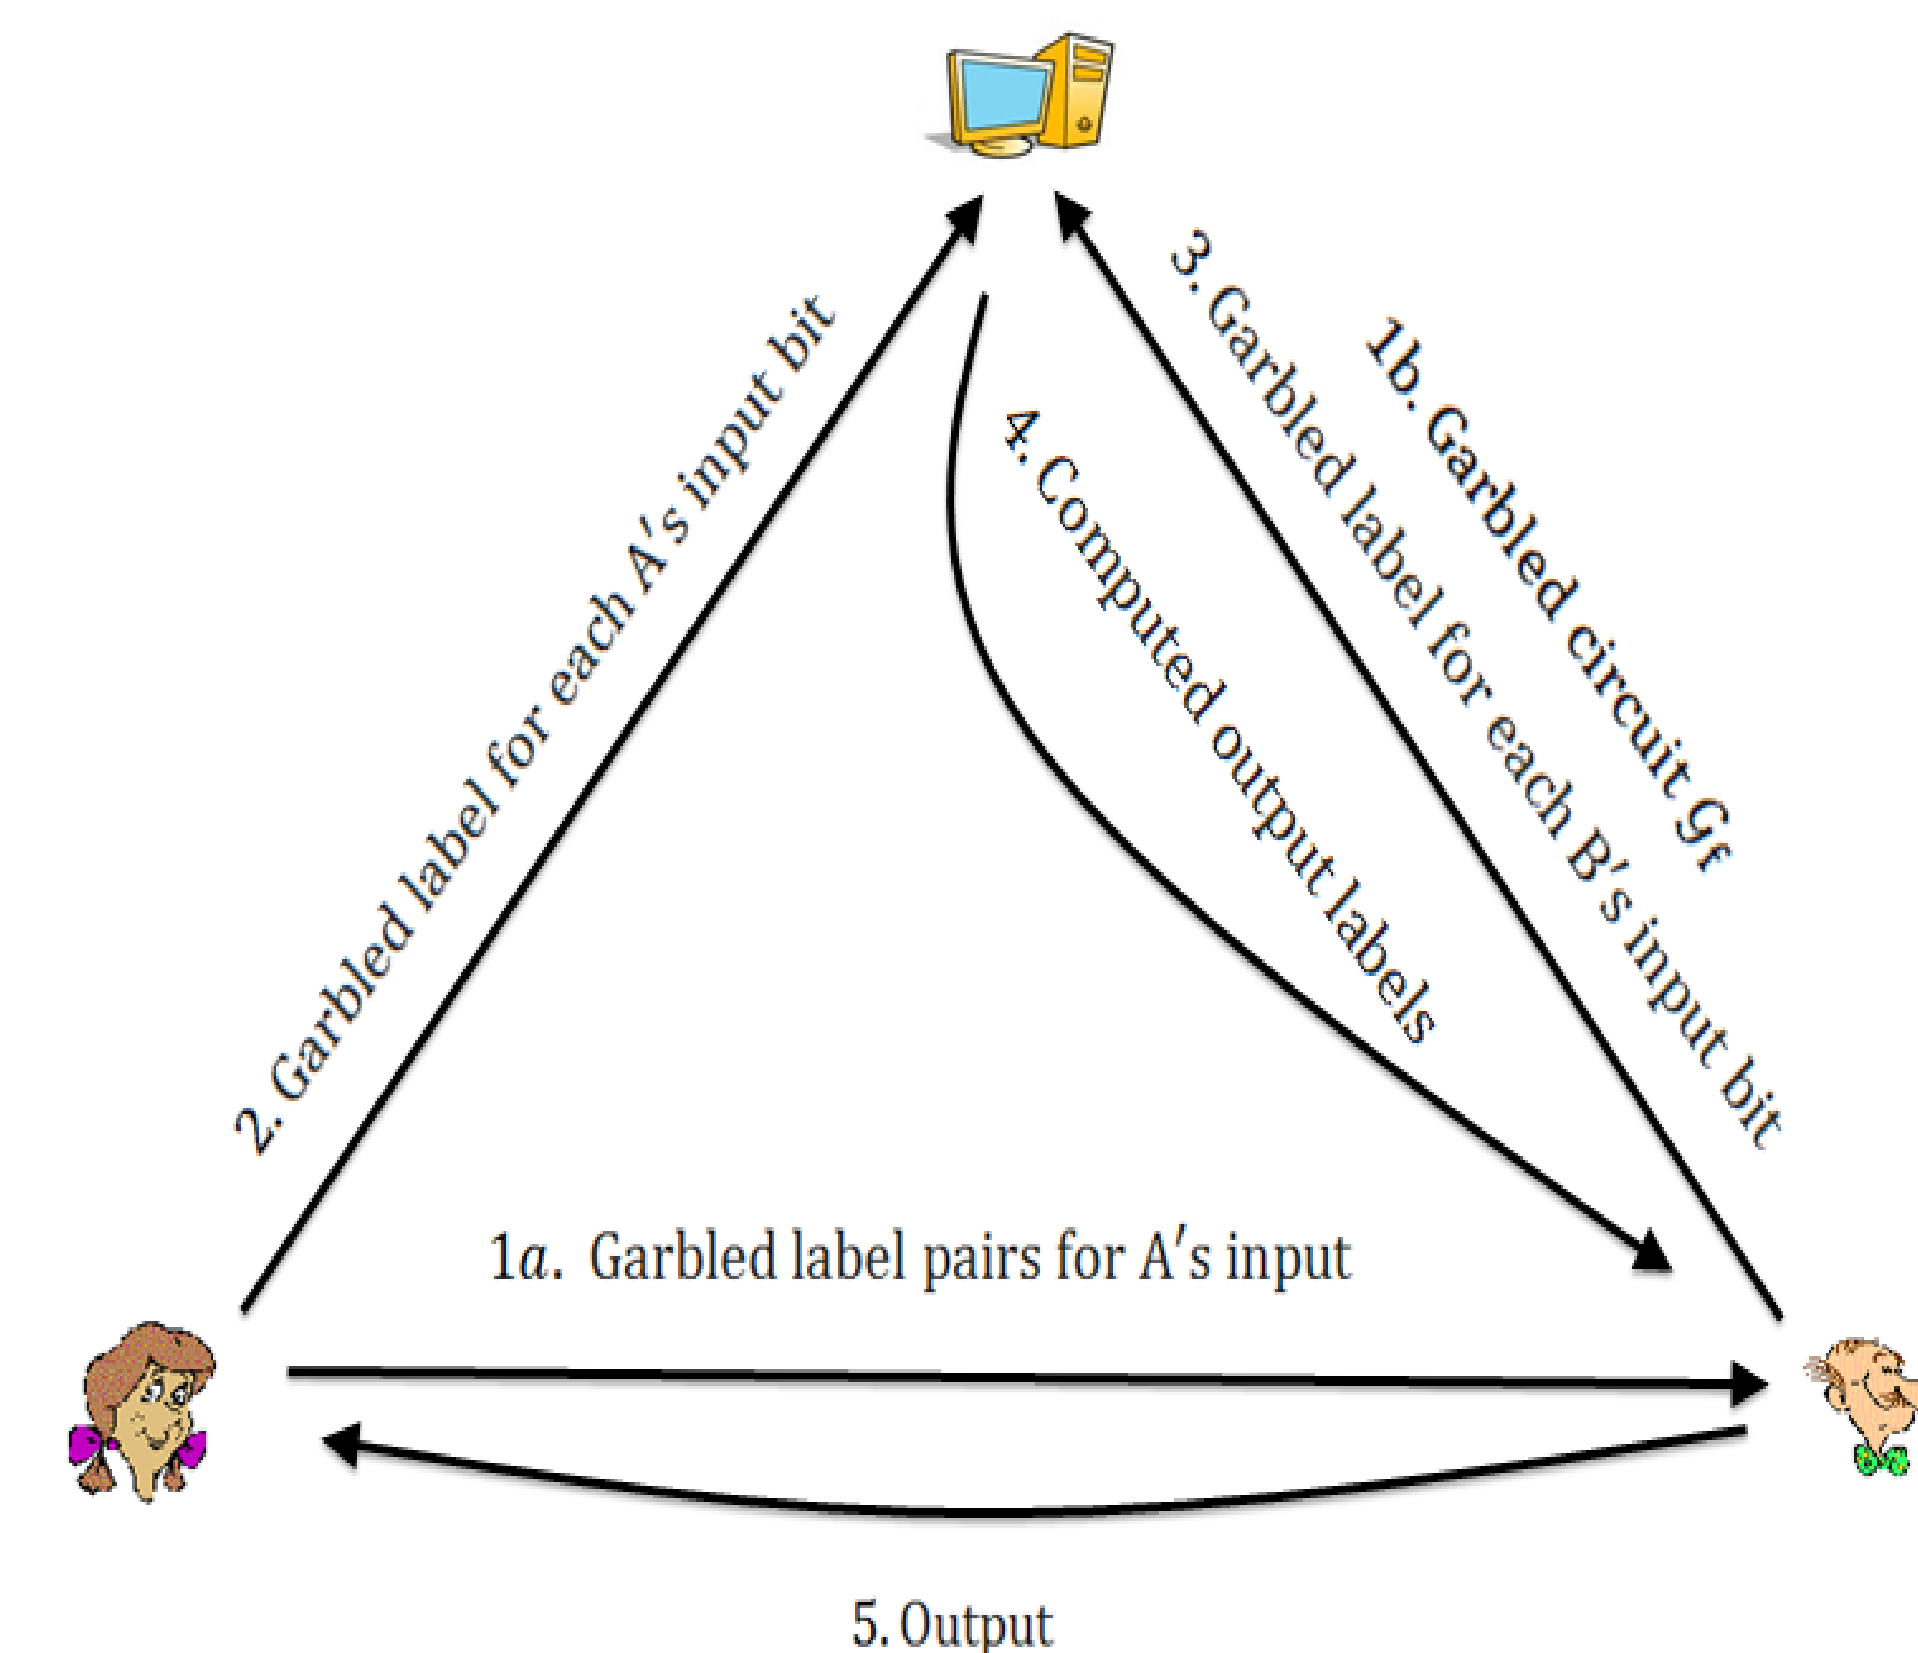 2. Garbled label for each A′s input bit
3. Garbled label for each B′s input bit
1b. Garbled circuit 𝒢f
4. Computed output labels
1a. Garbled label pairs for A′s input
5. Output